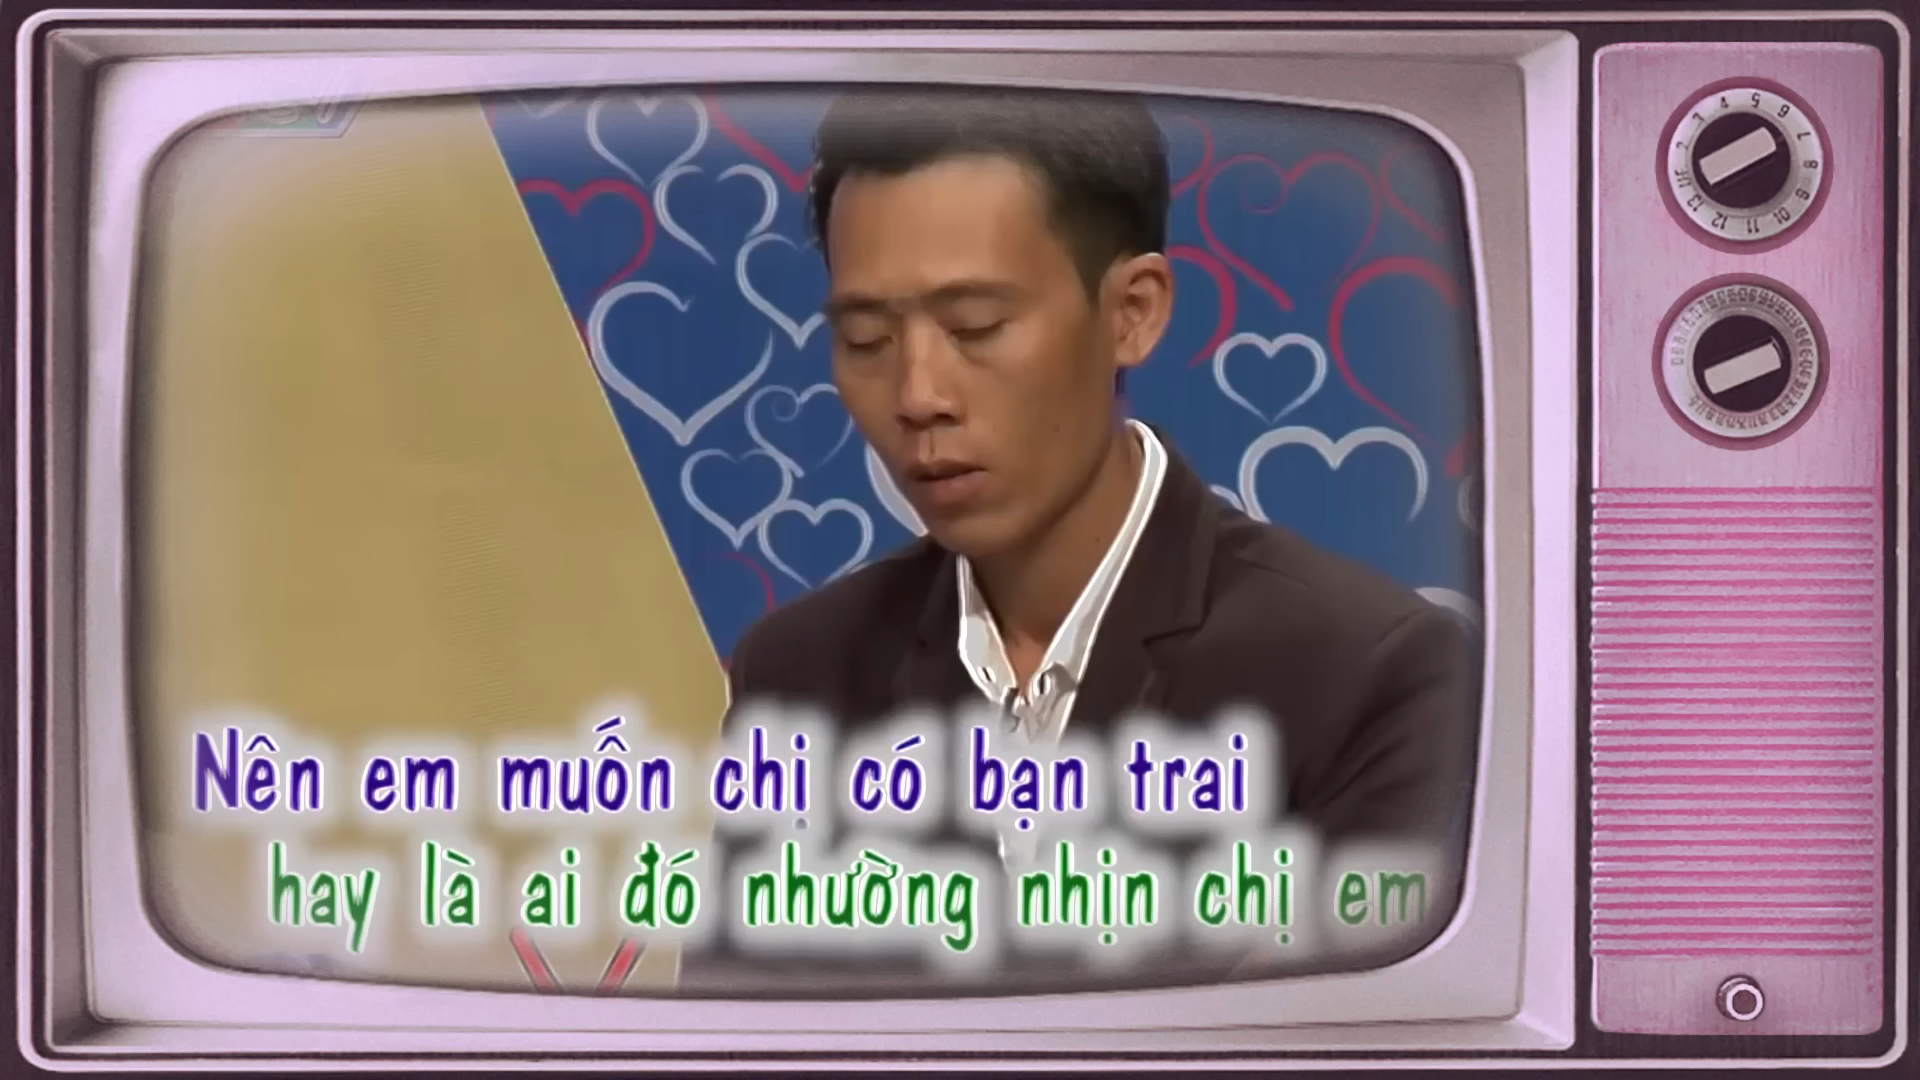 Nên em muốn chị có bạn trai
hay là ai đó nhường nhịn chị em